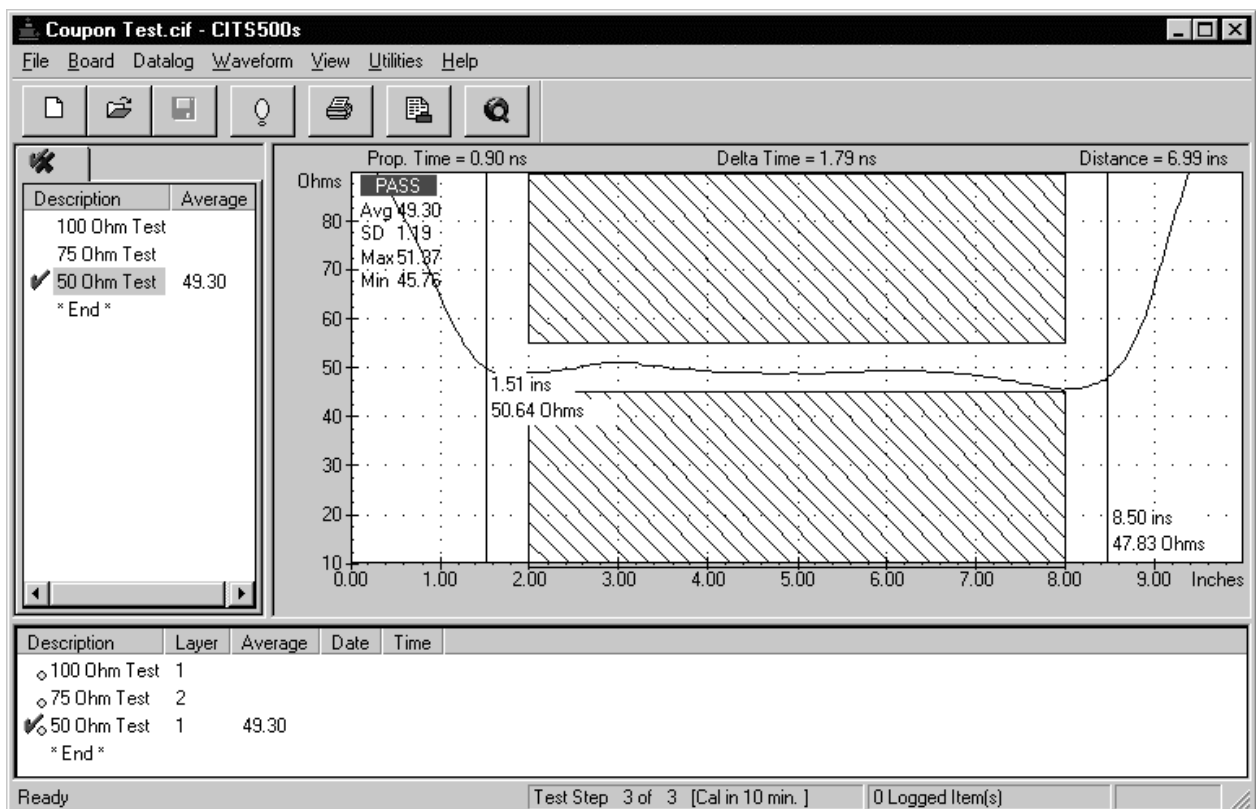 Coupon Test.cif - CITS500s
File Board Datalog Waveform View Utilities Help
Description Average
100 Ohm Test
75 Ohm Test
50 Ohm Test 49.30
* End *
Prop. Time = 0.90 ns Delta Time = 1.79 ns Distance = 6.99 ins
Ohms
PASS
Avg 49.30
SD 1.19
Max 51.37
Min 45.76
80
70
60
50
40
30
20
10
1.51 ins
50.64 Ohms
8.50 ins
47.83 Ohms
0.00 1.00 2.00 3.00 4.00 5.00 6.00 7.00 8.00 9.00 Inches
Description Layer Average Date Time
100 Ohm Test 1
75 Ohm Test 2
50 Ohm Test 1 49.30
* End *
Ready Test Step 3 of 3 [Cal in 10 min. ] 0 Logged Item(s)